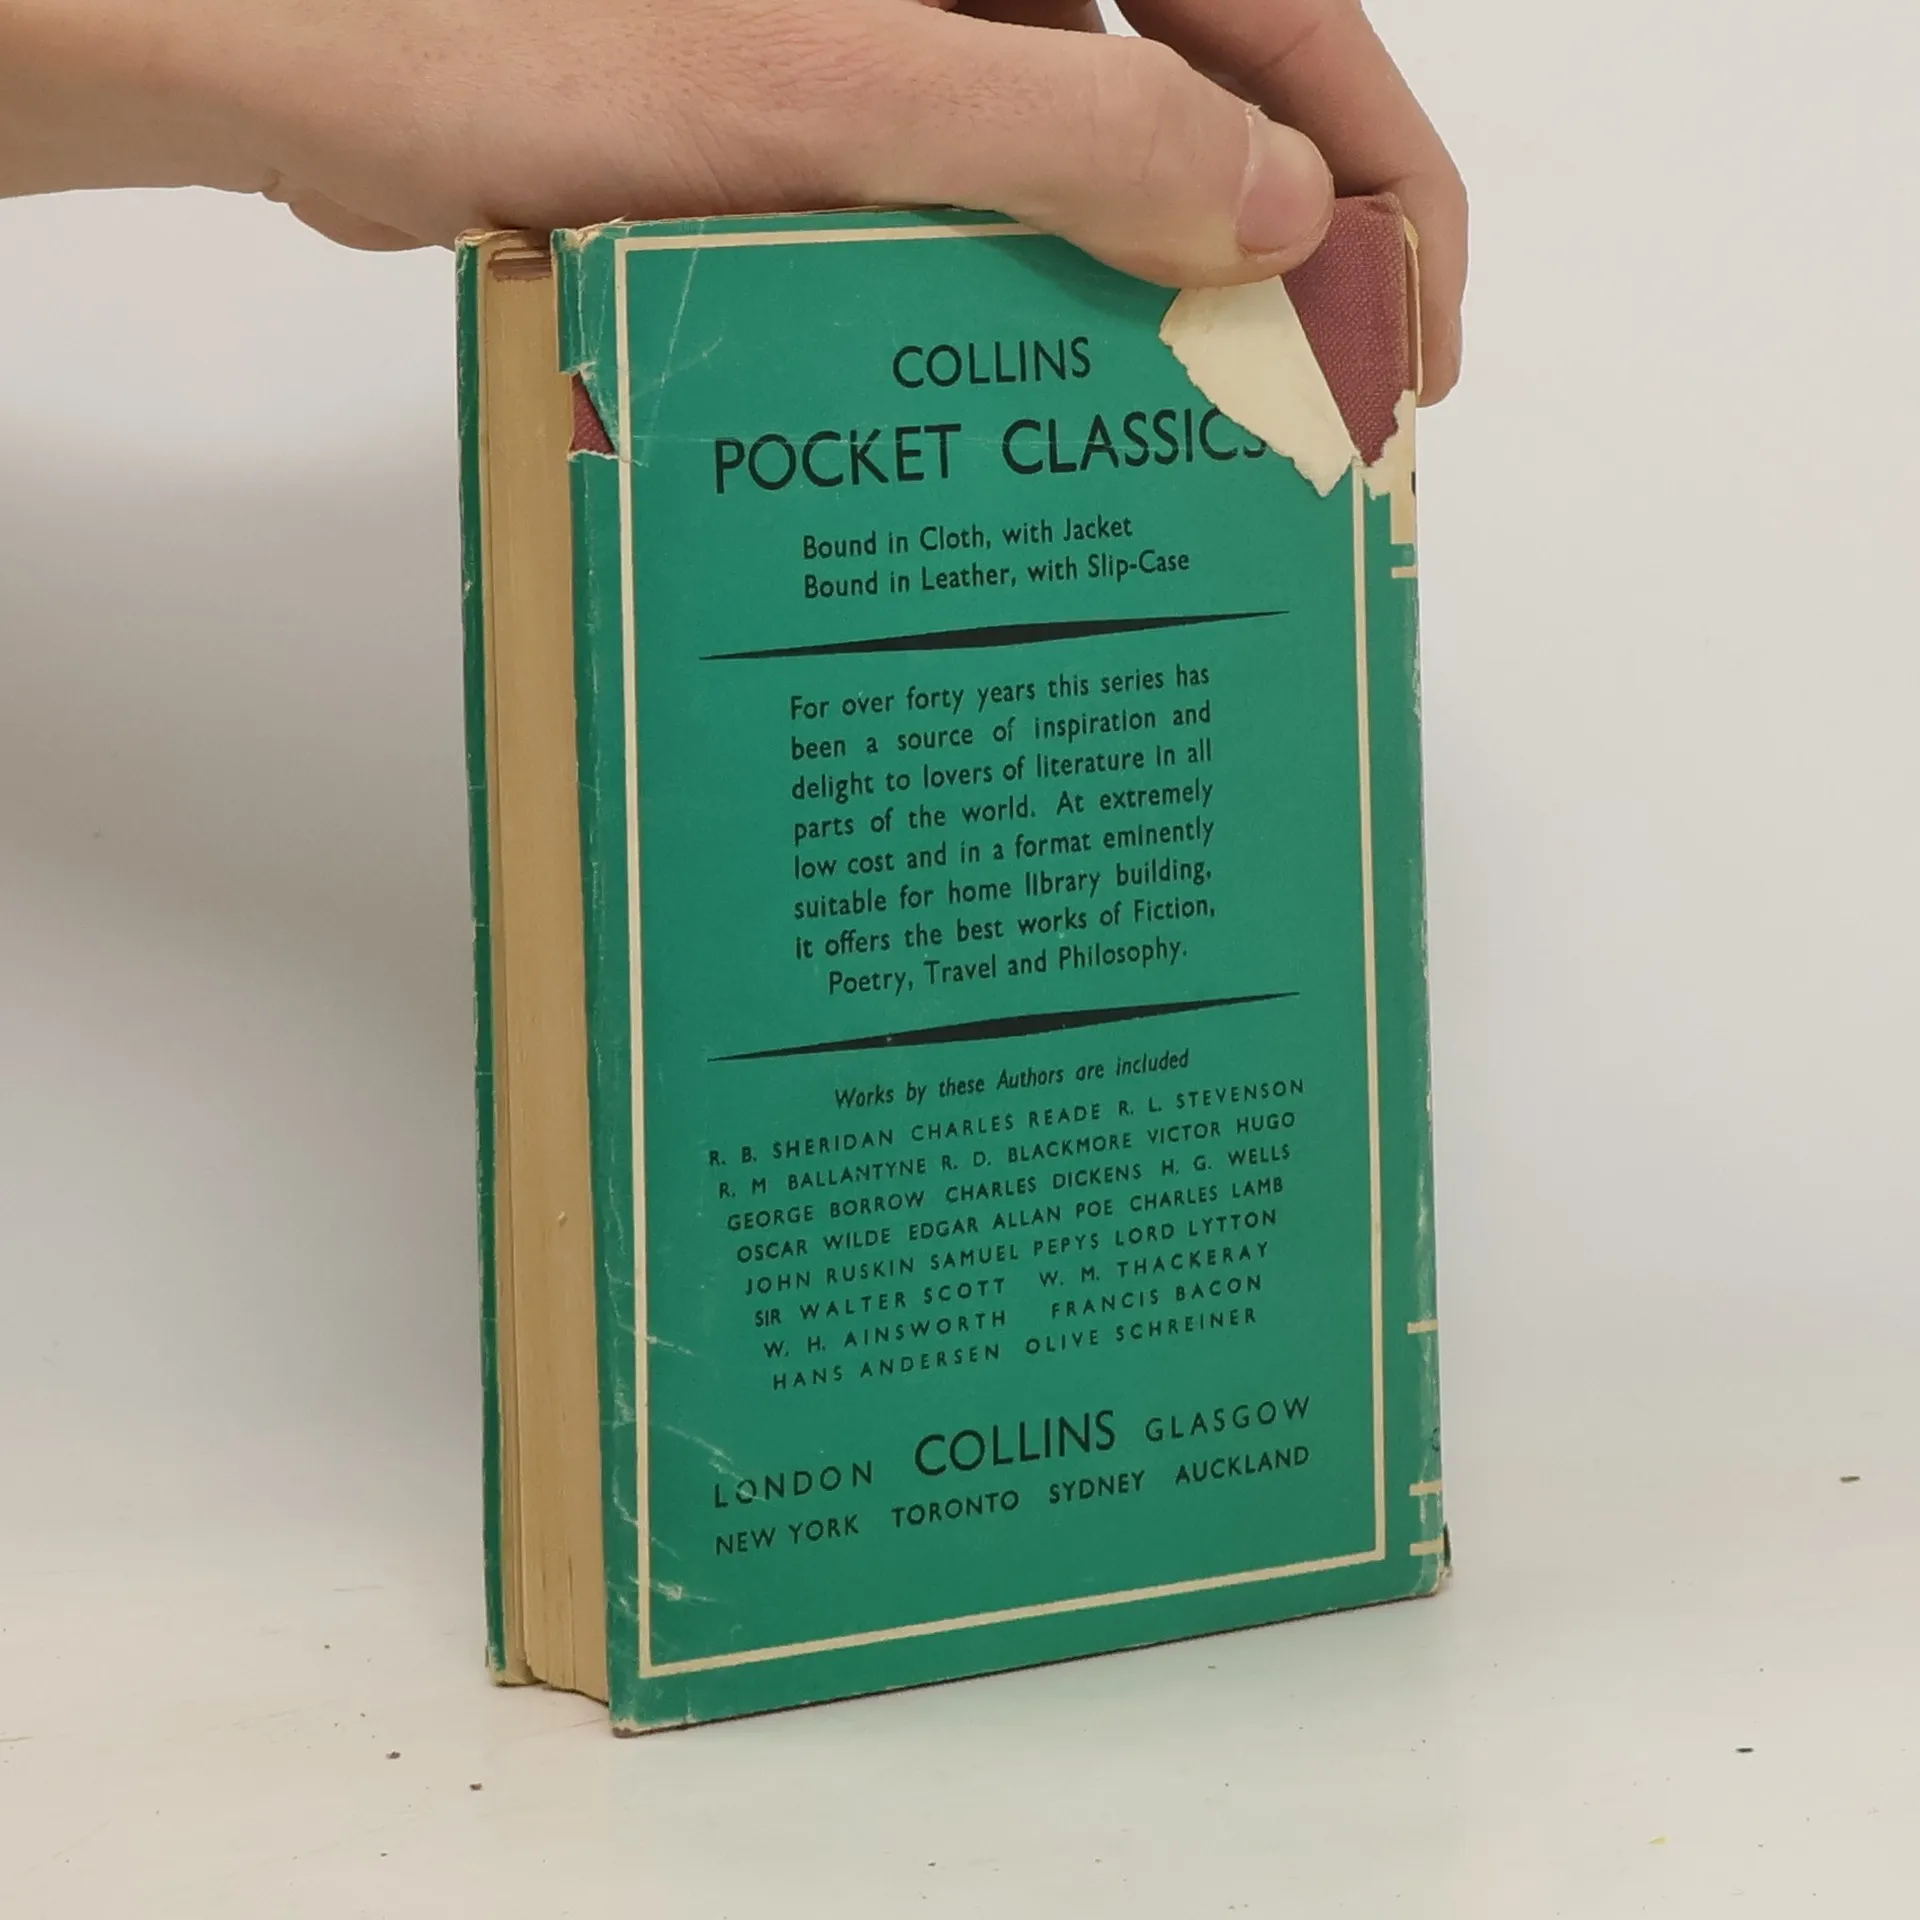 COLLINS
POCKET CLASSICS
Bound in Cloth, with Jacket
Bound in Leather, with Slip-Case
For over forty years this series has
been a source of inspiration and
delight to lovers of literature in all
parts of the world. At extremely
low cost and in a format eminently
suitable for home library building,
it offers the best works of Fiction,
Poetry, Travel and Philosophy.
Works by these Authors are included
R. B. SHERIDAN CHARLES READE R. L. STEVENSON
R. M BALLANTYNE R. D. BLACKMORE VICTOR HUGO
GEORGE BORROW CHARLES DICKENS H. G. WELLS
OSCAR WILDE EDGAR ALLAN POE CHARLES LAMB
JOHN RUSKIN SAMUEL PEPYS LORD LYTTON
SIR WALTER SCOTT W. M. THACKERAY
W. H. AINSWORTH FRANCIS BACON
HANS ANDERSEN OLIVE SCHREINER
LONDON COLLINS GLASGOW
NEW YORK TORONTO SYDNEY AUCKLAND